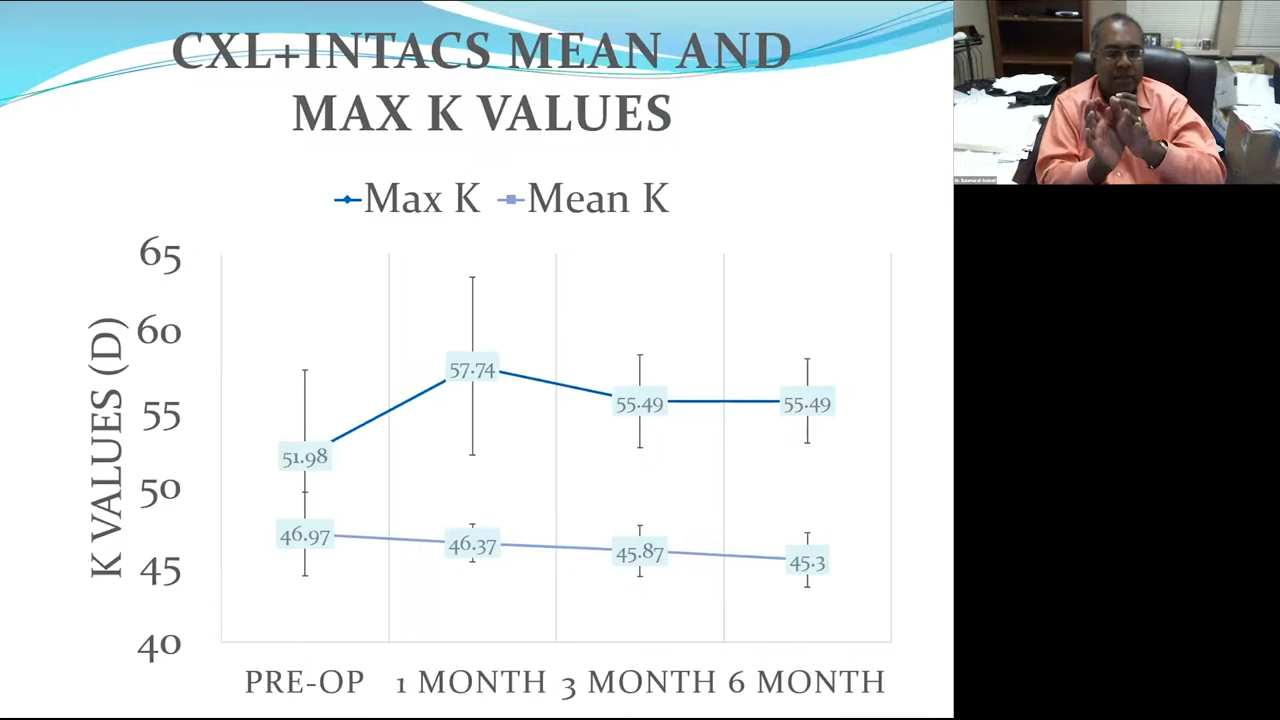 CXL+INTACS MEAN AND
MAX K VALUES
Max K
Mean K
K VALUES (D)
65
60
55
50
45
40
51.98
57.74
55.49
55.49
46.97
46.37
45.87
45.3
PRE-OP
1 MONTH
3 MONTH
6 MONTH